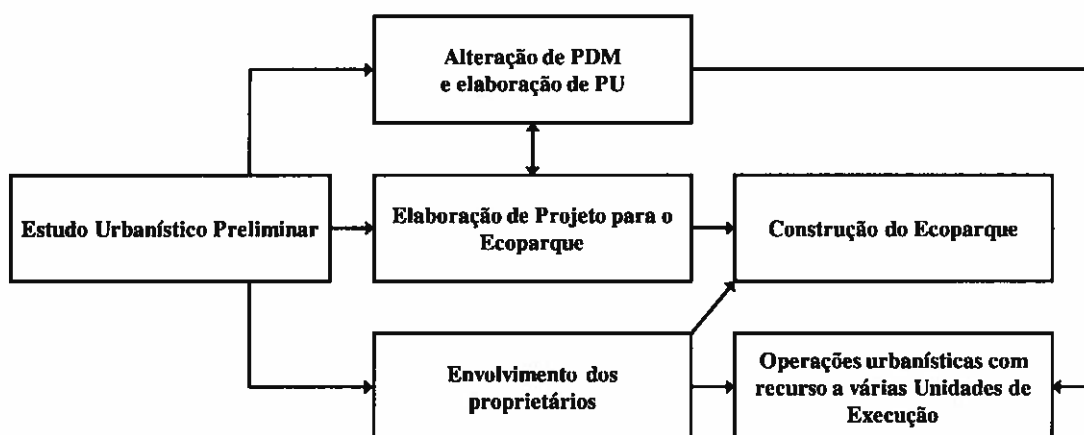 Alteração de PDM
e elaboração de PU
Estudo Urbanístico Preliminar
Elaboração de Projeto para o
Ecoparque
Construção do Ecoparque
Envolvimento dos
proprietários
Operações urbanísticas com
recurso a várias Unidades de
Execução